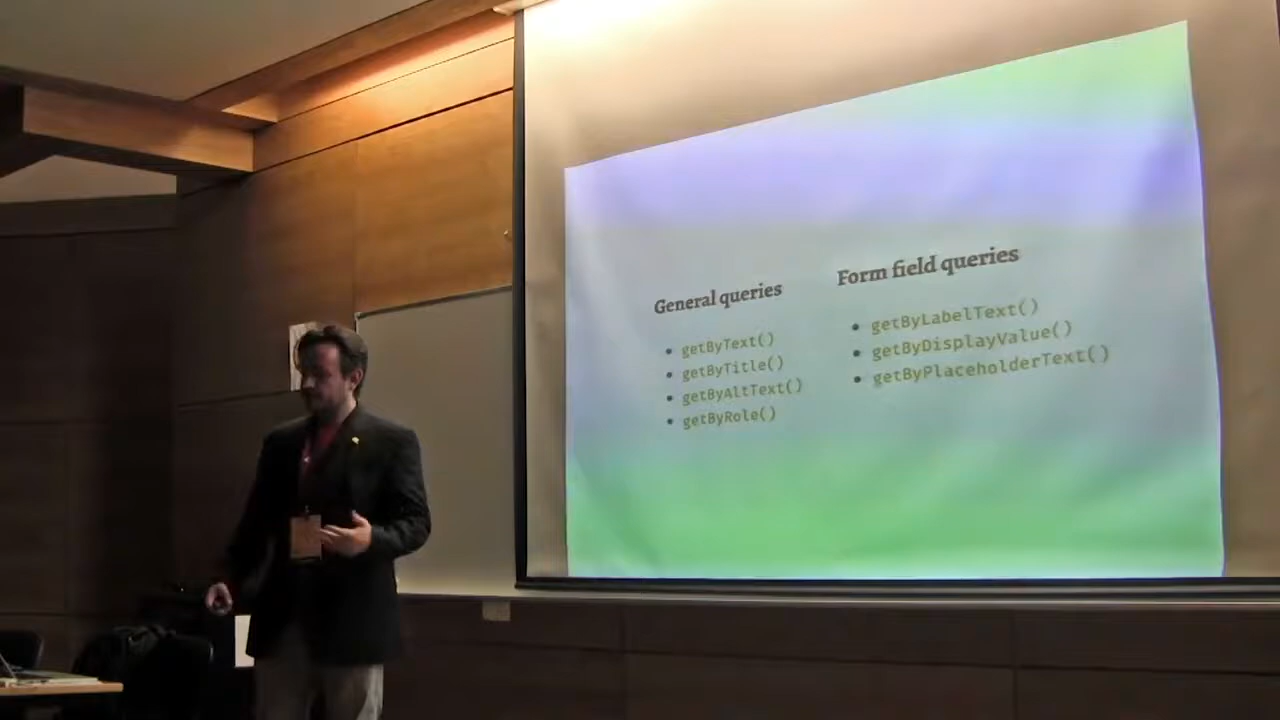 General queries
getByText()
getByTitle()
getByAltText()
getByRole()
Form field queries
getByLabelText()
getByDisplayValue()
getByPlaceholderText()